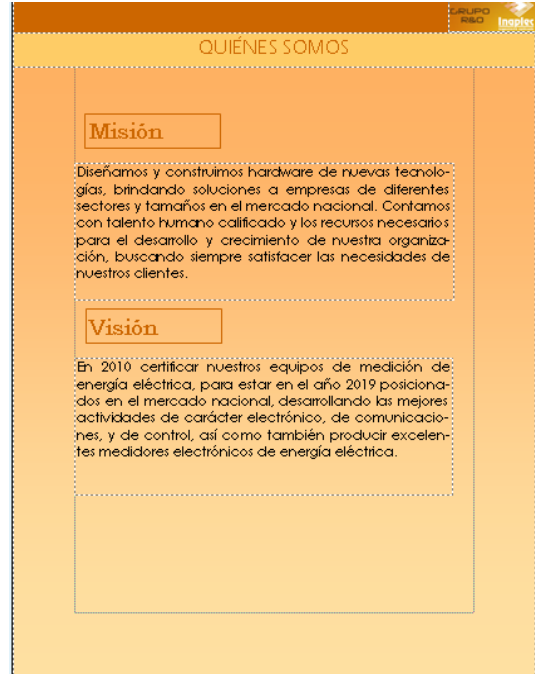 GRUPO
R&D
Ingelec
QUIÉNES SOMOS
Misión
Diseñamos y construimos hardware de nuevas tecnolo-
gías, brindando soluciones a empresas de diferentes
sectores y tamaños en el mercado nacional. Contamos
con talento humano calificado y los recursos necesarios
para el desarrollo y crecimiento de nuestra organiza-
ción, buscando siempre satisfacer las necesidades de
nuestros clientes.
Visión
En 2010 certificar nuestros equipos de medición de
energía eléctrica, para estar en el año 2019 posiciona-
dos en el mercado nacional, desarrollando las mejores
actividades de carácter electrónico, de comunicacio-
nes, y de control, así como también producir excelen-
tes medidores electrónicos de energía eléctrica.